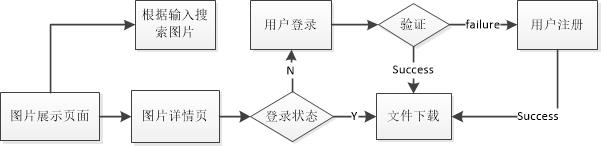 根据输入搜
索图片
用户登录
验证
failure
用户注册
N
Success
图片展示页面
图片详情页
登录状态
Y
文件下载
Success